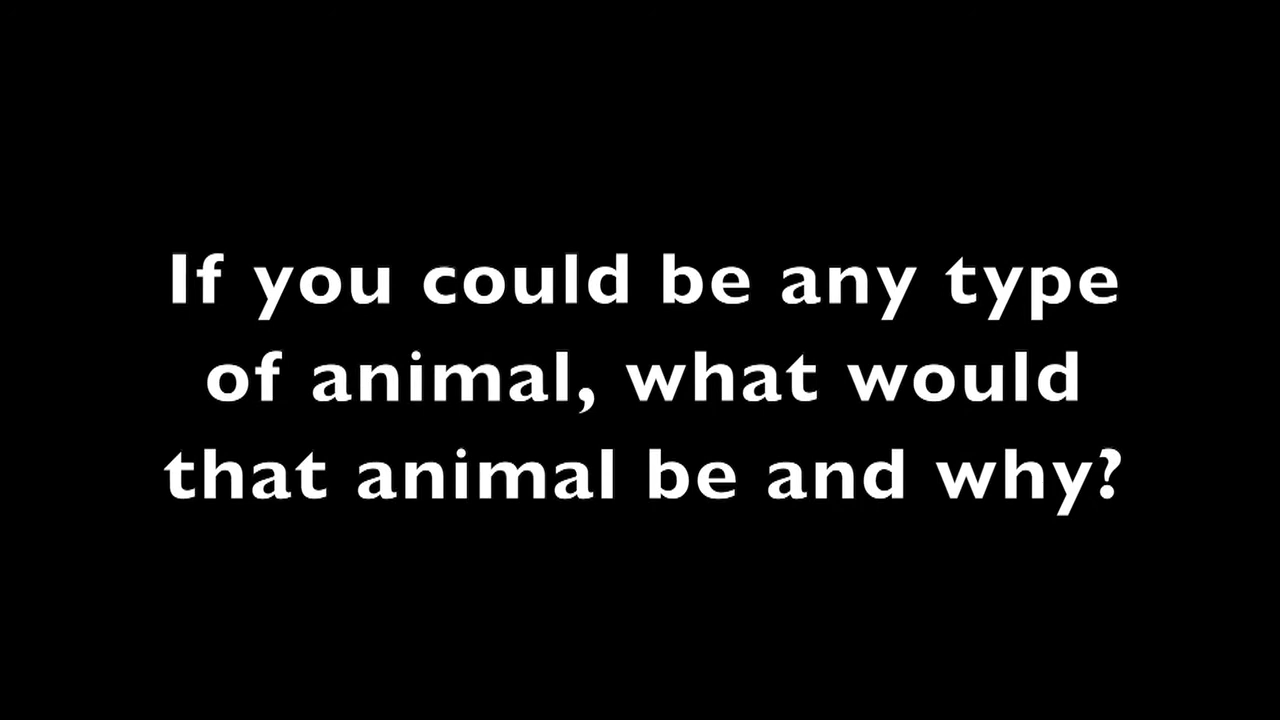 If you could be any type
of animal, what would
that animal be and why?